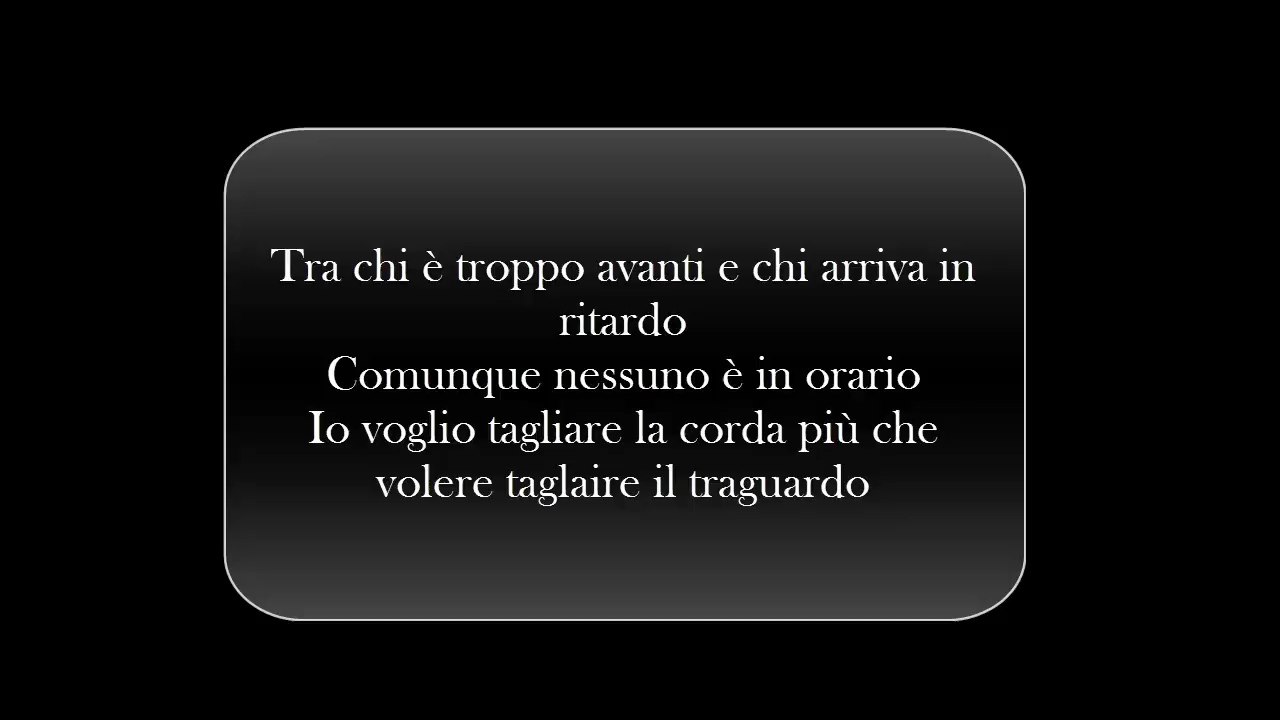 Tra chi è troppo avanti e chi arriva in
ritardo
Comunque nessuno è in orario
Io voglio tagliare la corda più che
volere taglaire il traguardo